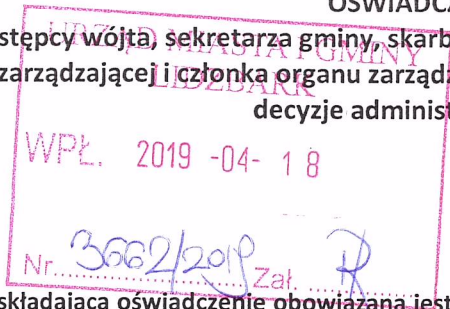 OŚWIADCZ
stępcy wójta, sekretarza gminy, skarb
URZĄD MIASTA I GMINY
zarządzającej i członka organu zarządz
LIDZBARK
decyzje administ
WPŁ. 2019 -04- 18
Nr. 3662/2019 Zał.
składająca oświadczenie obowiązana jest